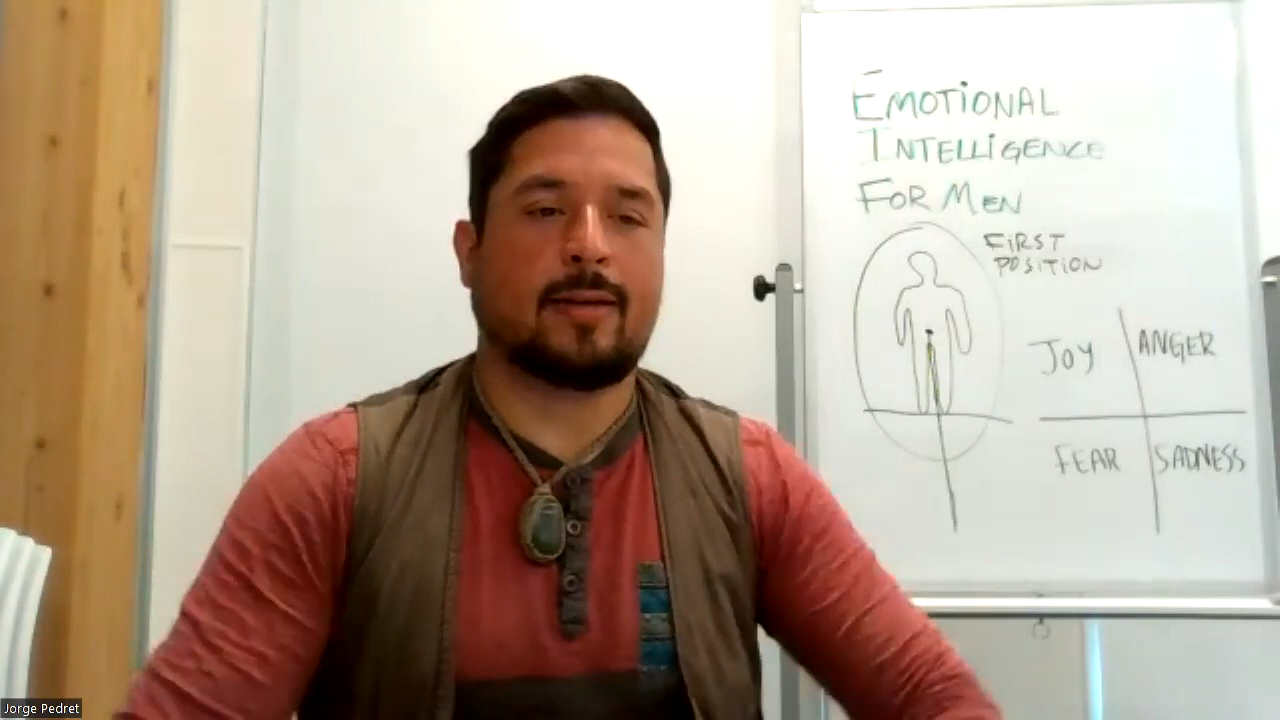 EMOTIONAL
INTELLIGENCE
FOR MEN
FIRST
POSITION
JOY
ANGER
FEAR
SADNESS
Jorge Pedret